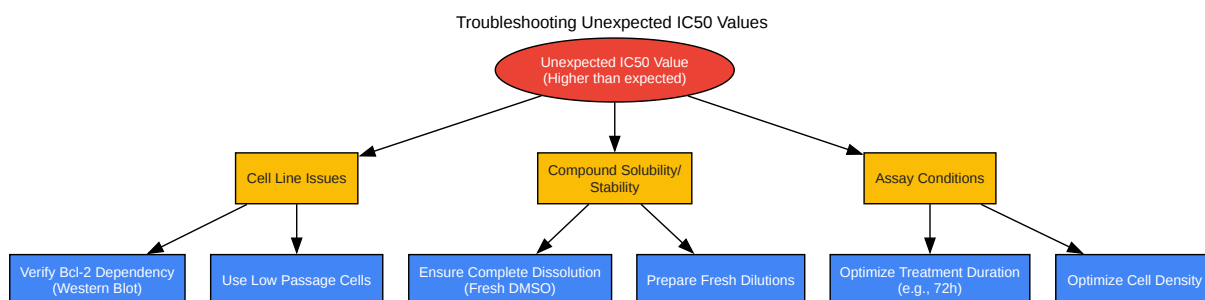 Troubleshooting Unexpected IC50 Values
Unexpected IC50 Value
(Higher than expected)
Cell Line Issues
Compound Solubility/
Stability
Assay Conditions
Verify Bcl-2 Dependency
(Western Blot)
Use Low Passage Cells
Ensure Complete Dissolution
(Fresh DMSO)
Prepare Fresh Dilutions
Optimize Treatment Duration
(e.g., 72h)
Optimize Cell Density